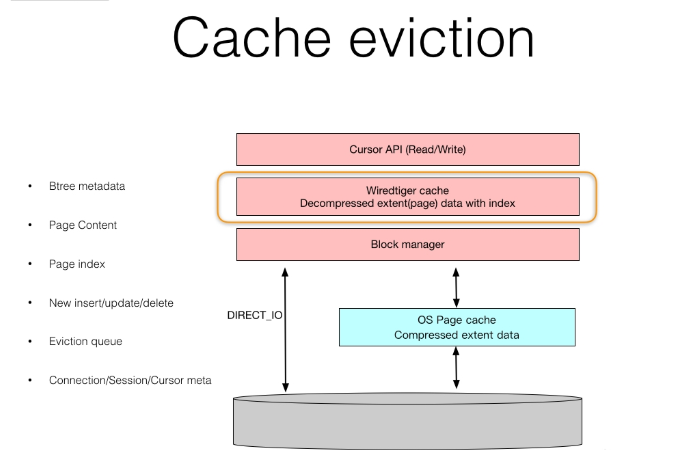 Cache eviction
Btree metadata
Page Content
Page index
New insert/update/delete
Eviction queue
Connection/Session/Cursor meta
Cursor API (Read/Write)
Wiredtiger cache
Decompressed extent(page) data with index
Block manager
DIRECT_IO
OS Page cache
Compressed extent data